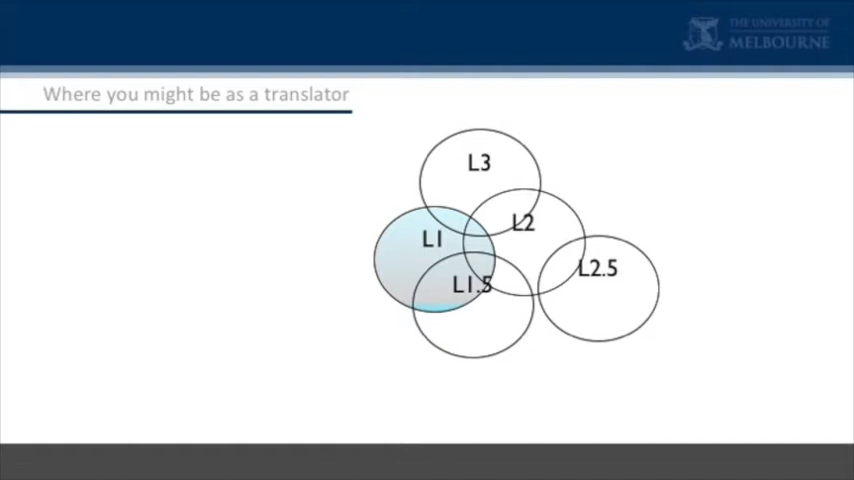 THE UNIVERSITY OF
MELBOURNE
Where you might be as a translator
L3
L2
L1
L2.5
L1.5